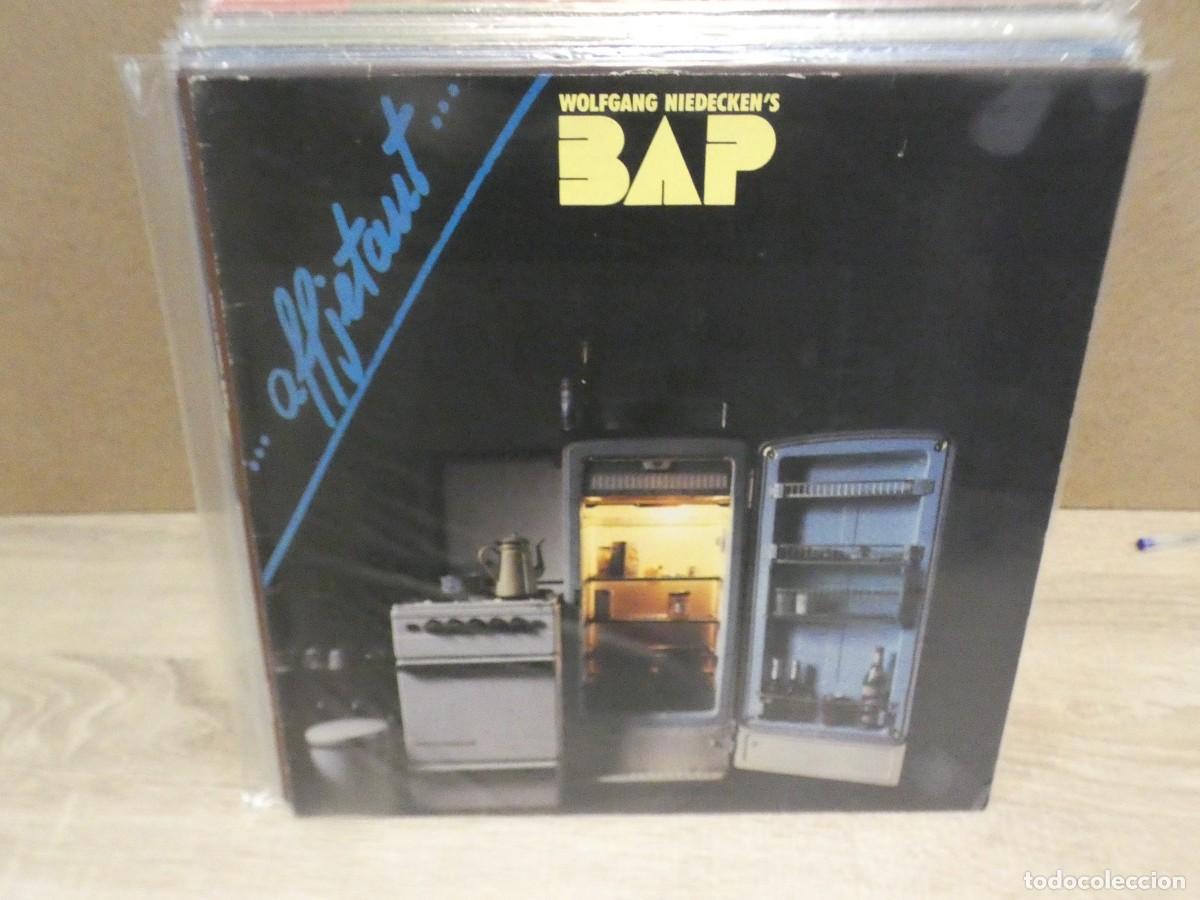 WOLFGANG NIEDECKEN'S
BAP
... affjetaut ...
todocoleccion